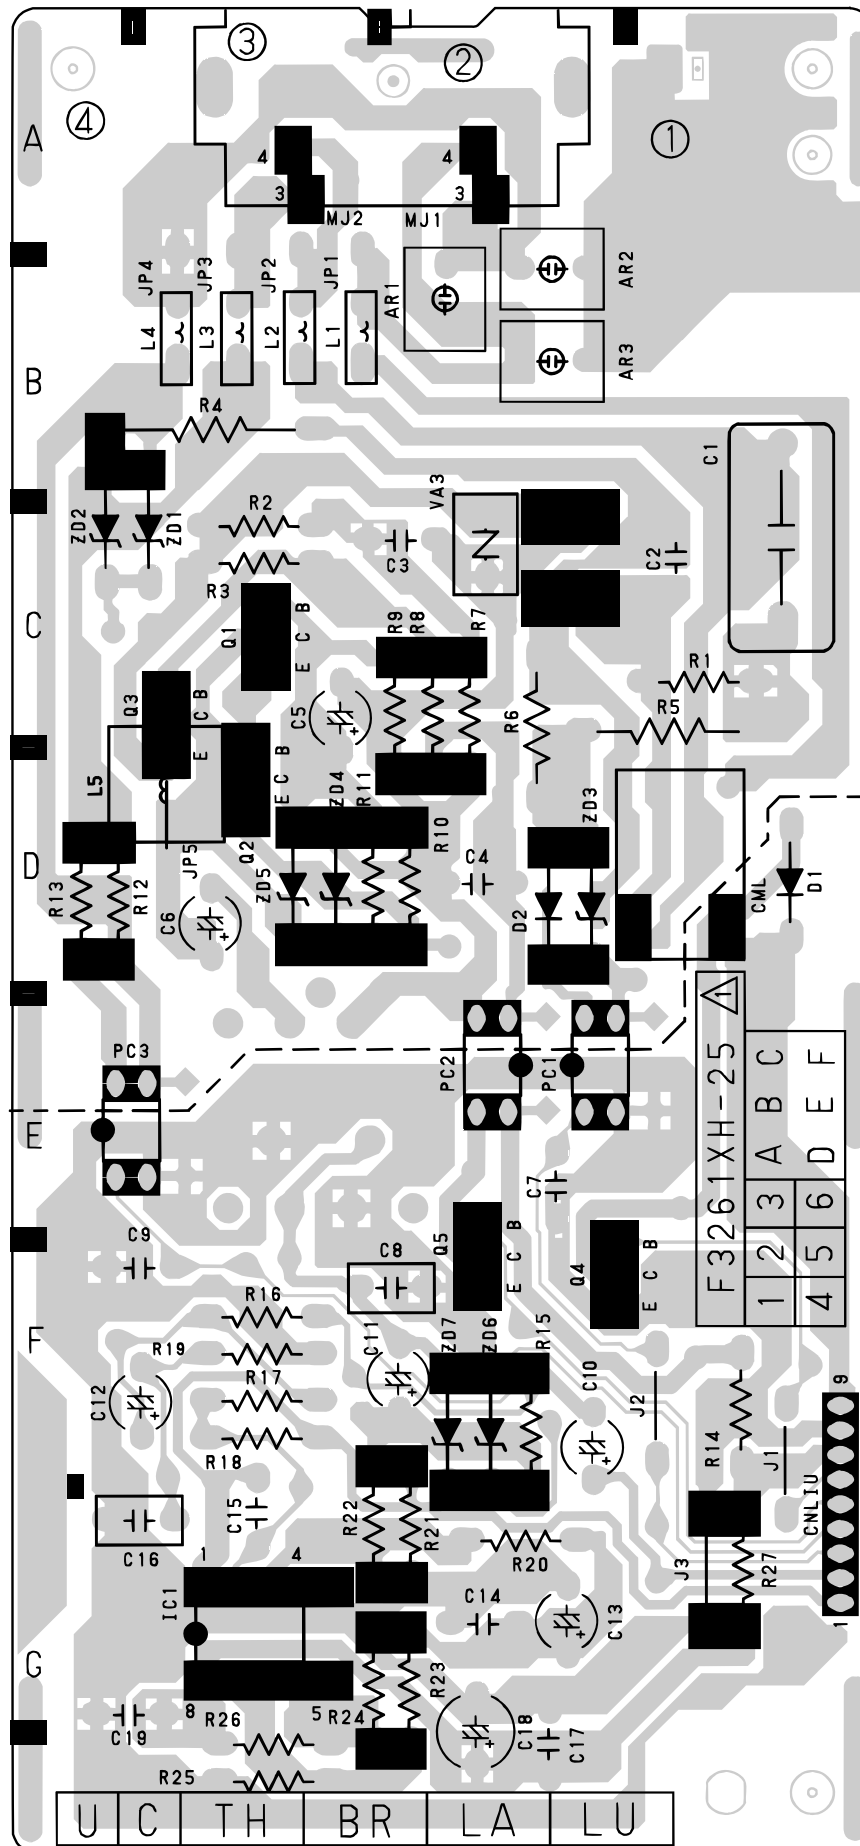 ③
②
④
①
A
4
4
3
3
MJ2
MJ1
JP4
JP3
JP2
JP1
AR1
AR2
L4
L3
L2
L1
AR3
B
R4
C1
VA3
ZD2
ZD1
R2
C3
C2
R3
C
Q1
B
C
E
R9
R8
R7
R1
Q3
B
C
E
C5
R6
R5
L5
B
C
E
ZD4
R11
ZD3
R10
Q2
JP5
D
R13
R12
C6
ZD5
C4
D2
CML
D1
PC3
PC2
PC1
F3261XH-25
1
A B C
D E F
1 2 3
4 5 6
E
C7
C9
Q5
B
C
E
Q4
B
C
E
C8
R16
F
R19
C11
ZD7
ZD6
R15
R17
C12
C10
J2
R14
J1
9
R18
CNLIU
C15
R22
R21
C16
R20
J3
R27
1
4
IC1
C14
C13
1
G
8
5
R23
R24
R26
C19
C18
C17
R25
U C TH BR LA LU